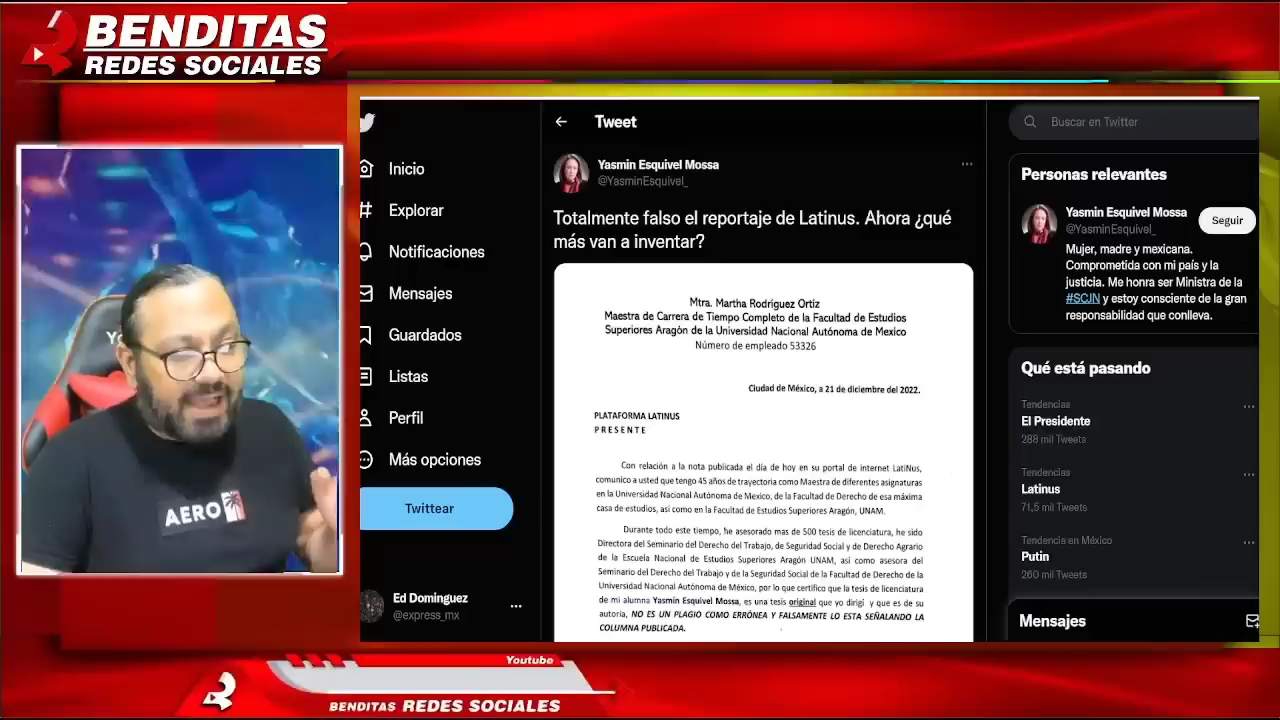 BENDITAS
REDES SOCIALES
AERO
Inicio
Explorar
Notificaciones
Mensajes
Guardados
Listas
Perfil
Más opciones
Twittear
Ed Dominguez
@express_mx
Tweet
Yasmin Esquivel Mossa
@YasminEsquivel_
Totalmente falso el reportaje de Latinus. Ahora ¿qué
más van a inventar?
Mtra. Martha Rodríguez Ortíz
Maestra de Carrera de Tiempo Completo de la Facultad de Estudios
Superiores Aragón de la Universidad Nacional Autónoma de Mexico
Número de empleado 53326
Ciudad de México, a 21 de diciembre del 2022.
PLATAFORMA LATINUS
P R E S E N T E
Con relación a la nota publicada el día de hoy en su portal de internet LatiNus,
comunico a usted que tengo 45 años de trayectoria como Maestra de diferentes asignaturas
en la Universidad Nacional Autónoma de Mexico, de la Facultad de Derecho de esa máxima
casa de estudios, así como en la Facultad de Estudios Superiores Aragón, UNAM.
Durante todo este tiempo, he asesorado mas de 500 tesis de licenciatura, he sido
Directora del Seminario del Derecho del Trabajo, de Seguridad Social y de Derecho Agrario
de la Escuela Nacional de Estudios Superiores Aragón UNAM, así como asesora del
Seminario del Derecho del Trabajo y de la Seguridad Social de la Facultad de Derecho de la
Universidad Nacional Autónoma de México, por lo que certifico que la tesis de licenciatura
de mi alumna Yasmin Esquivel Mossa, es una tesis original que yo dirigí y que es de su
autoría, NO ES UN PLAGIO COMO ERRÓNEA Y FALSAMENTE LO ESTA SEÑALANDO LA
COLUMNA PUBLICADA.
Buscar en Twitter
Personas relevantes
Yasmin Esquivel Mossa
@YasminEsquivel_
Seguir
Mujer, madre y mexicana.
Comprometida con mi país y la
justicia. Me honra ser Ministra de la
#SCJN y estoy consciente de la gran
responsabilidad que conlleva.
Qué está pasando
Tendencias
El Presidente
288 mil Tweets
Tendencias
Latinus
71,5 mil Tweets
Tendencia en México
Putin
260 mil Tweets
Mensajes
Youtube
BENDITAS REDES SOCIALES